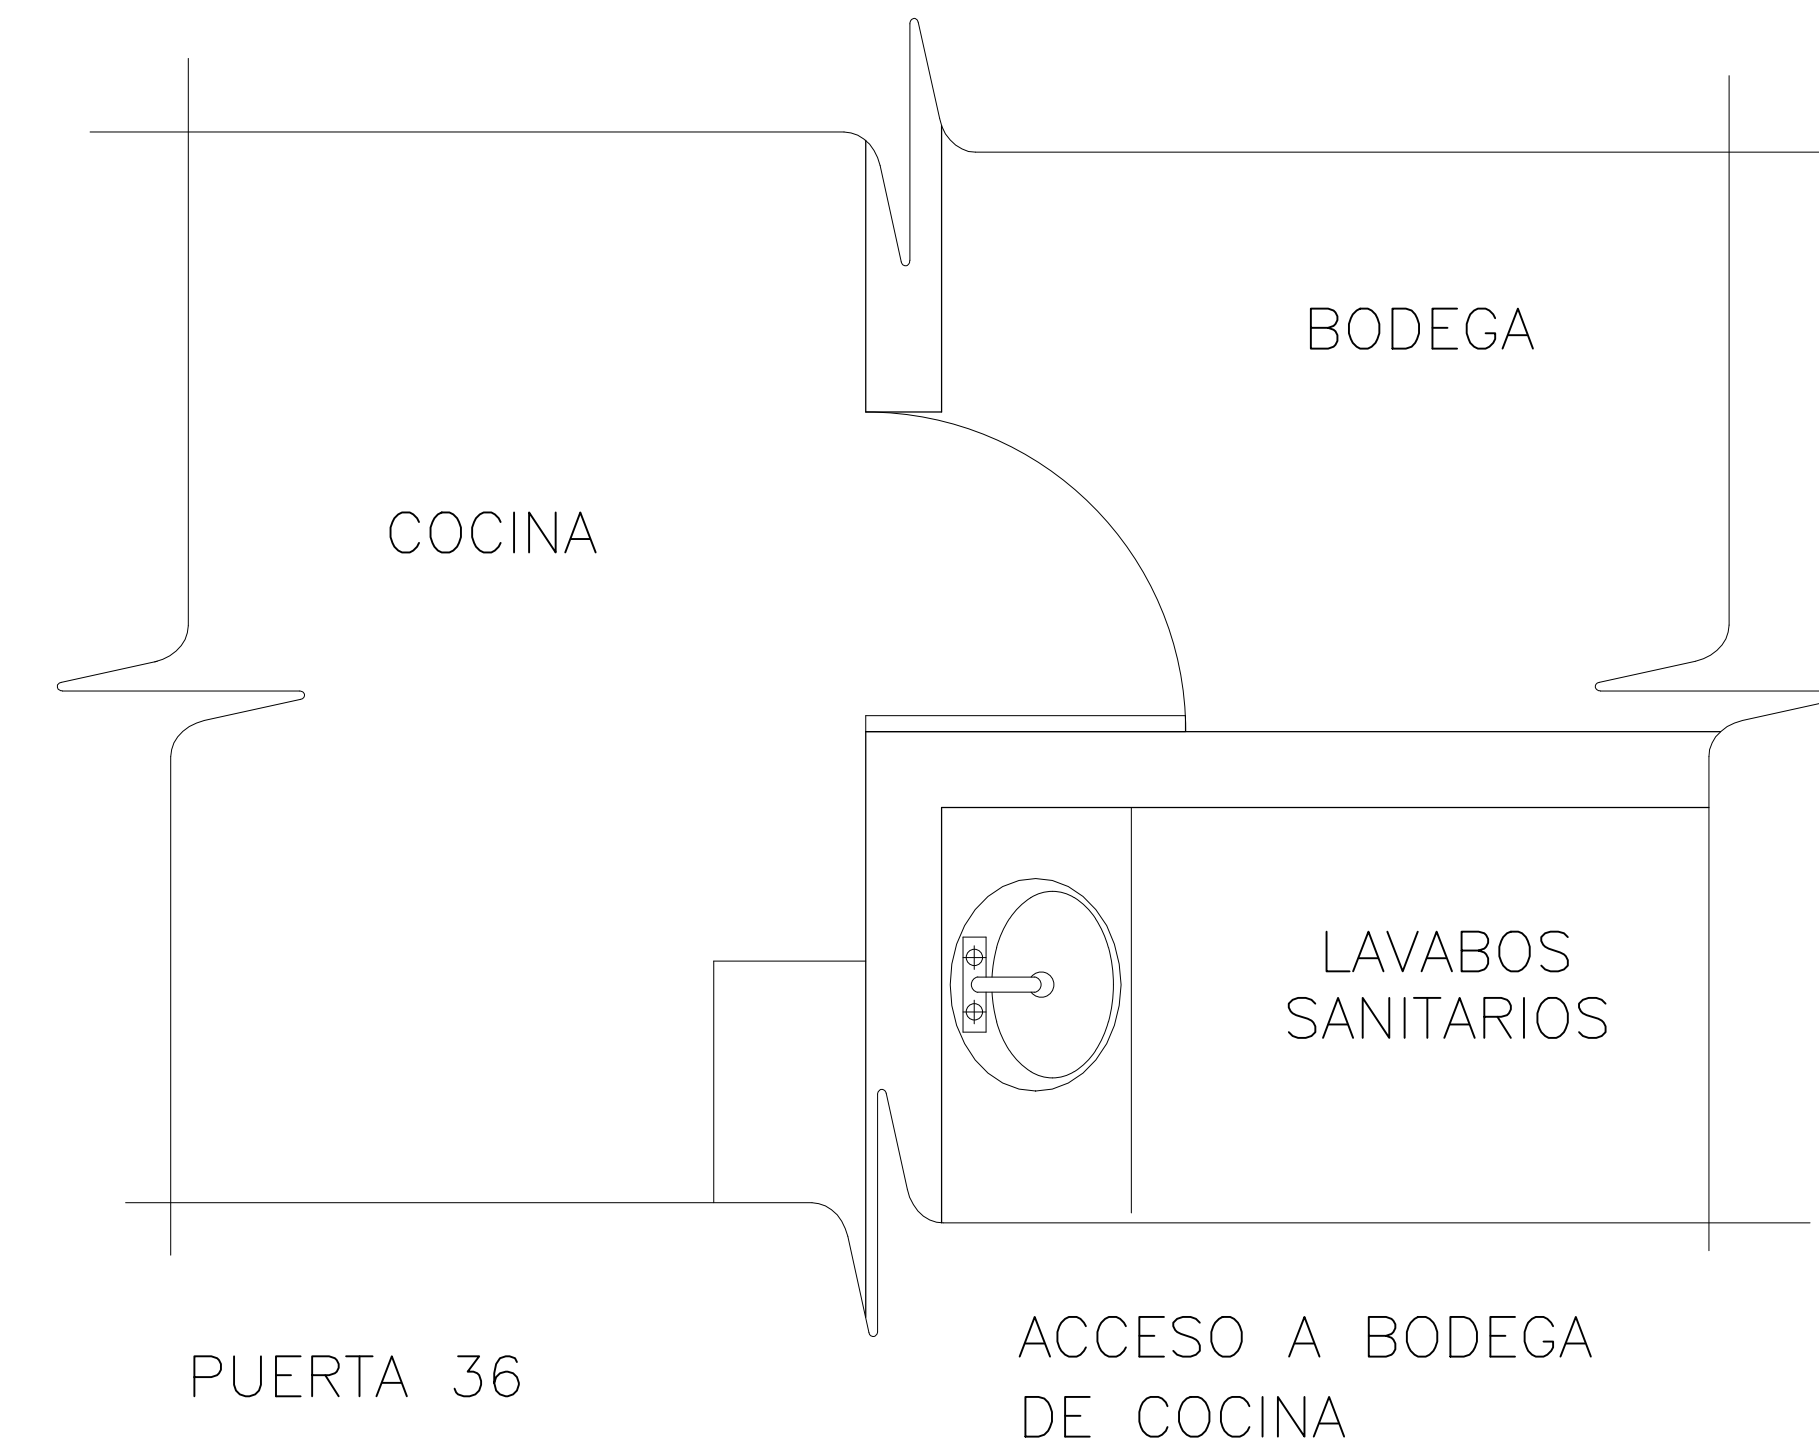 BODEGA
COCINA
LAVABOS
SANITARIOS
PUERTA 36
ACCESO A BODEGA
DE COCINA